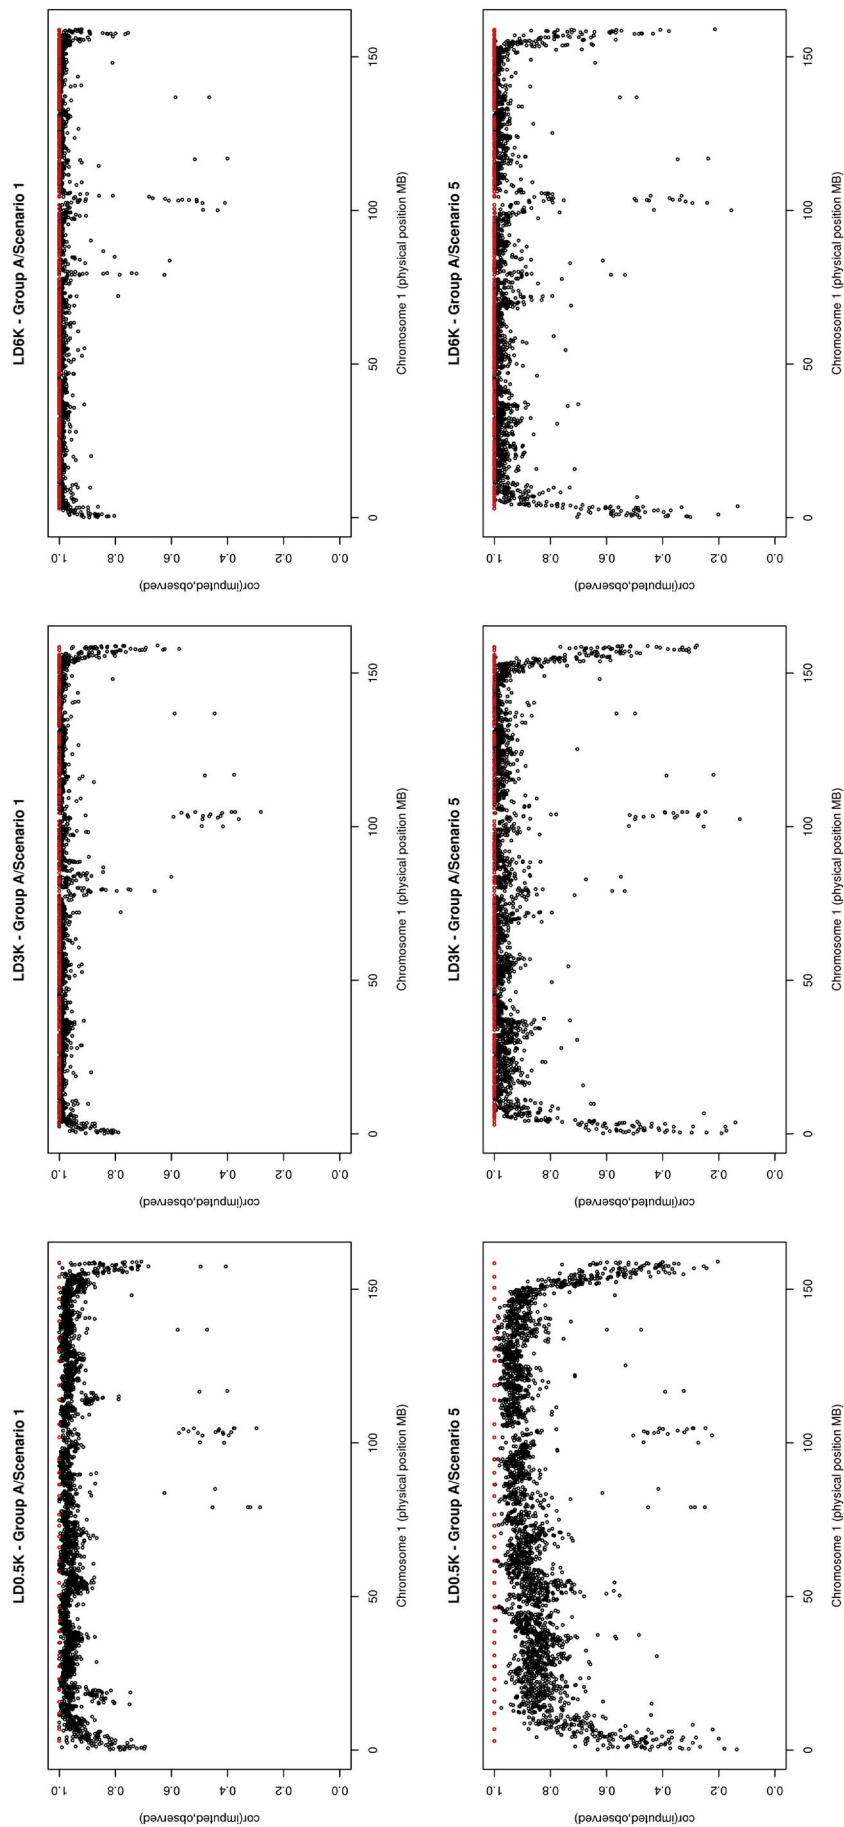 LD0.5K - Group A/Scenario 1
cor(imputed,observed)
1.0
0.8
0.6
0.4
0.2
0.0
0 50 100 150
Chromosome 1 (physical position MB)
LD3K - Group A/Scenario 1
cor(imputed,observed)
1.0
0.8
0.6
0.4
0.2
0.0
0 50 100 150
Chromosome 1 (physical position MB)
LD6K - Group A/Scenario 1
cor(imputed,observed)
1.0
0.8
0.6
0.4
0.2
0.0
0 50 100 150
Chromosome 1 (physical position MB)
LD0.5K - Group A/Scenario 5
cor(imputed,observed)
1.0
0.8
0.6
0.4
0.2
0.0
0 50 100 150
Chromosome 1 (physical position MB)
LD3K - Group A/Scenario 5
cor(imputed,observed)
1.0
0.8
0.6
0.4
0.2
0.0
0 50 100 150
Chromosome 1 (physical position MB)
LD6K - Group A/Scenario 5
cor(imputed,observed)
1.0
0.8
0.6
0.4
0.2
0.0
0 50 100 150
Chromosome 1 (physical position MB)